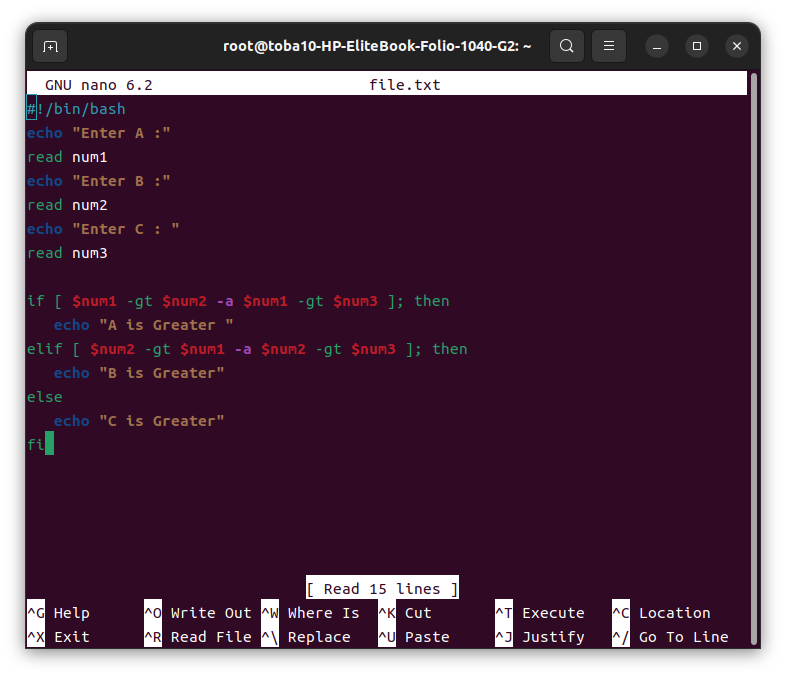 root@toba10-HP-EliteBook-Folio-1040-G2: ~
GNU nano 6.2 file.txt
#!/bin/bash
echo "Enter A :"
read num1
echo "Enter B :"
read num2
echo "Enter C : "
read num3

if [ $num1 -gt $num2 -a $num1 -gt $num3 ]; then
   echo "A is Greater "
elif [ $num2 -gt $num1 -a $num2 -gt $num3 ]; then
   echo "B is Greater"
else
   echo "C is Greater"
fi
[ Read 15 lines ]
^G Help ^O Write Out ^W Where Is ^K Cut ^T Execute ^C Location
^X Exit ^R Read File ^\ Replace ^U Paste ^J Justify ^/ Go To Line